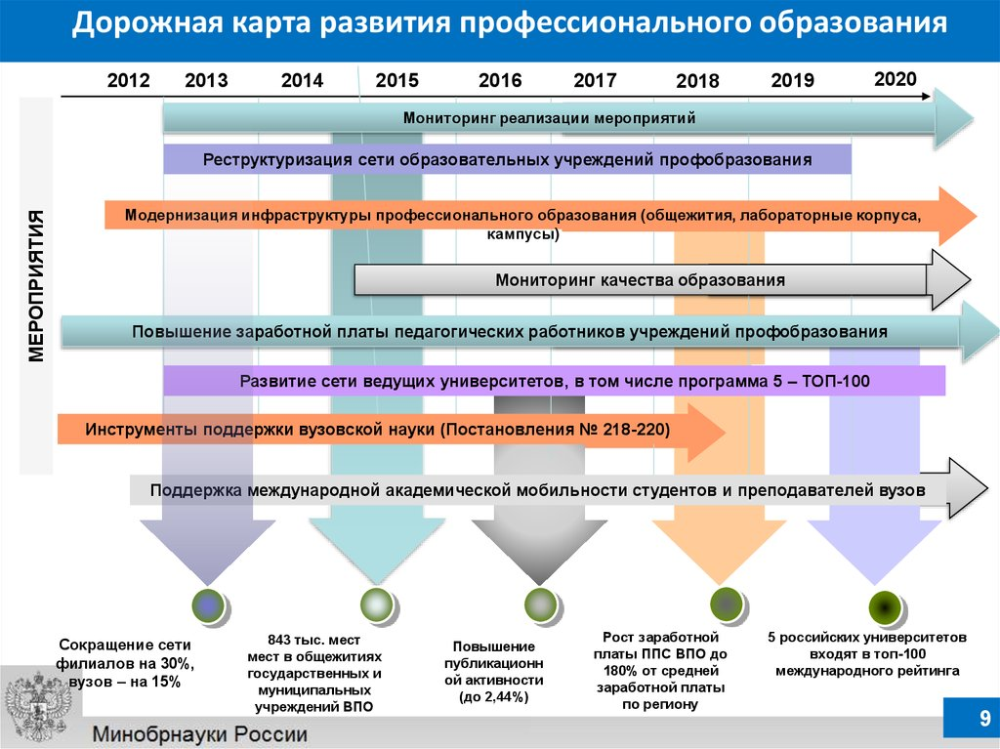 Дорожная карта развития профессионального образования
2012 2013 2014 2015 2016 2017 2018 2019 2020
МЕРОПРИЯТИЯ
Мониторинг реализации мероприятий
Реструктуризация сети образовательных учреждений профобразования
Модернизация инфраструктуры профессионального образования (общежития, лабораторные корпуса,
кампусы)
Мониторинг качества образования
Повышение заработной платы педагогических работников учреждений профобразования
Развитие сети ведущих университетов, в том числе программа 5 – ТОП-100
Инструменты поддержки вузовской науки (Постановления № 218-220)
Поддержка международной академической мобильности студентов и преподавателей вузов
Сокращение сети
филиалов на 30%,
вузов – на 15%
843 тыс. мест
мест в общежитиях
государственных и
муниципальных
учреждений ВПО
Повышение
публикационн
ой активности
(до 2,44%)
Рост заработной
платы ППС ВПО до
180% от средней
заработной платы
по региону
5 российских университетов
входят в топ-100
международного рейтинга
Минобрнауки России
9